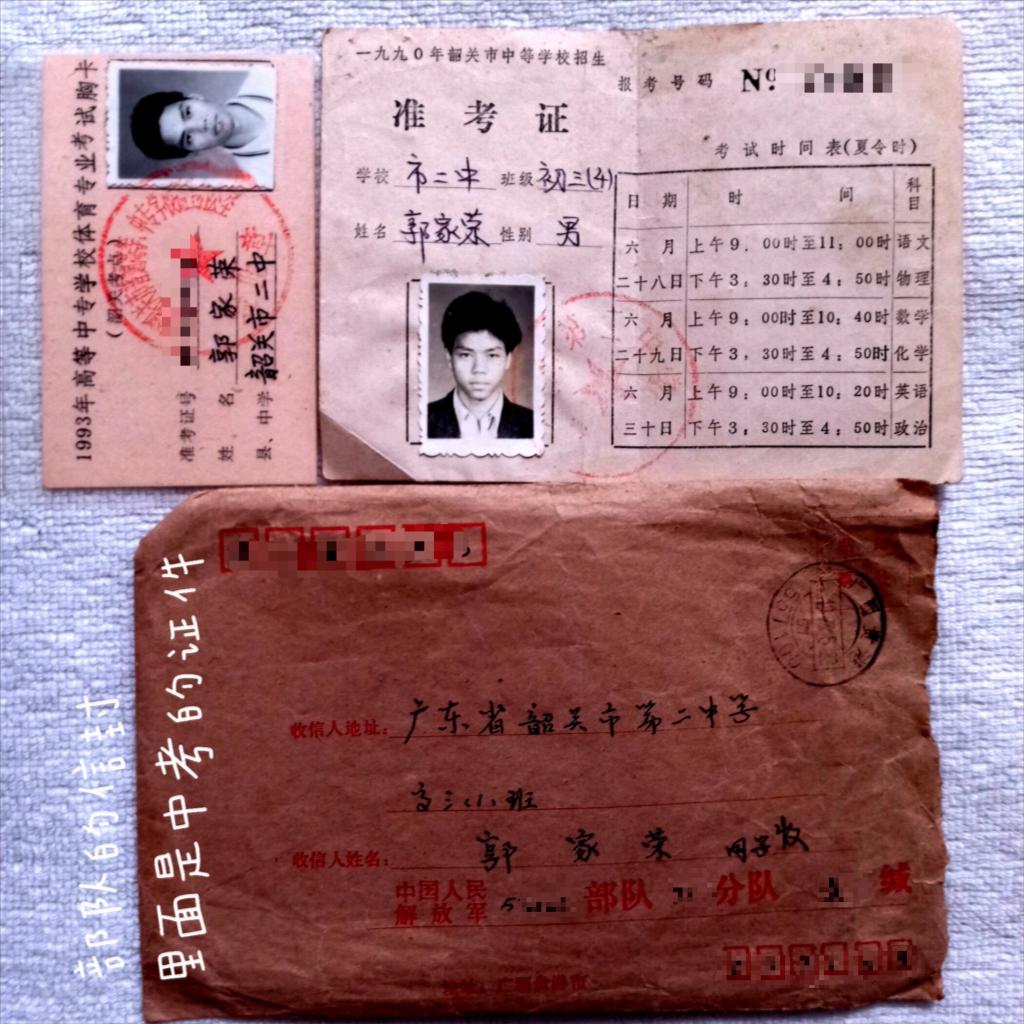 1993年高等中专学校体育专业考试胸卡
(韶关考点)
准考证号
姓名 郭家荣
县、中学 韶关市二中
一九九0年韶关市中等学校招生
准考证
学校 市二中 班级 初三(4)
姓名 郭家荣 性别 男
报考号码 No.
考试时间表(夏令时)
日期 时间 科目
六月 上午9.00时至11:00时 语文
二十八日 下午3:30时至4:50时 物理
六月 上午9:00时至10:40时 数学
二十九日 下午3,30时至4:50时 化学
六月 上午9:00时至10:20时 英语
三十日 下午3:30时至4:50时 政治
收信人地址: 广东省韶关市第二中学
高三(1)班
收信人姓名: 郭家荣 同学收
中国人民解放军 5 部队 分队 缄
部队的信封
里面是中考的证件